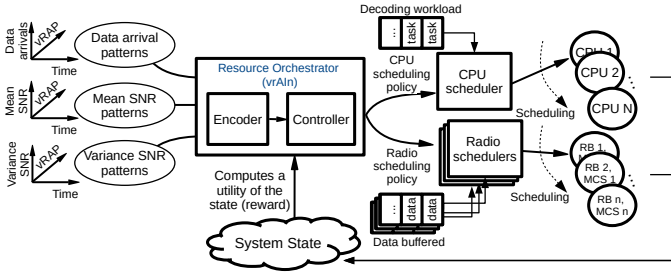 Data
arrivals
vRAP
Time
Data arrival
patterns
Mean
SNR
vRAP
Time
Mean SNR
patterns
Variance
SNR
vRAP
Time
Variance SNR
patterns
Resource Orchestrator
(vrAIn)
Encoder
Controller
Computes a
utility of the
state (reward)
System State
Decoding workload
... task task
CPU
scheduling
policy
CPU
scheduler
Scheduling
CPU 1
CPU 2
CPU N
Radio
scheduling
policy
Radio
schedulers
Scheduling
RB 1,
RB 2,
MCS 1
RB n,
MCS n
... data data
Data buffered